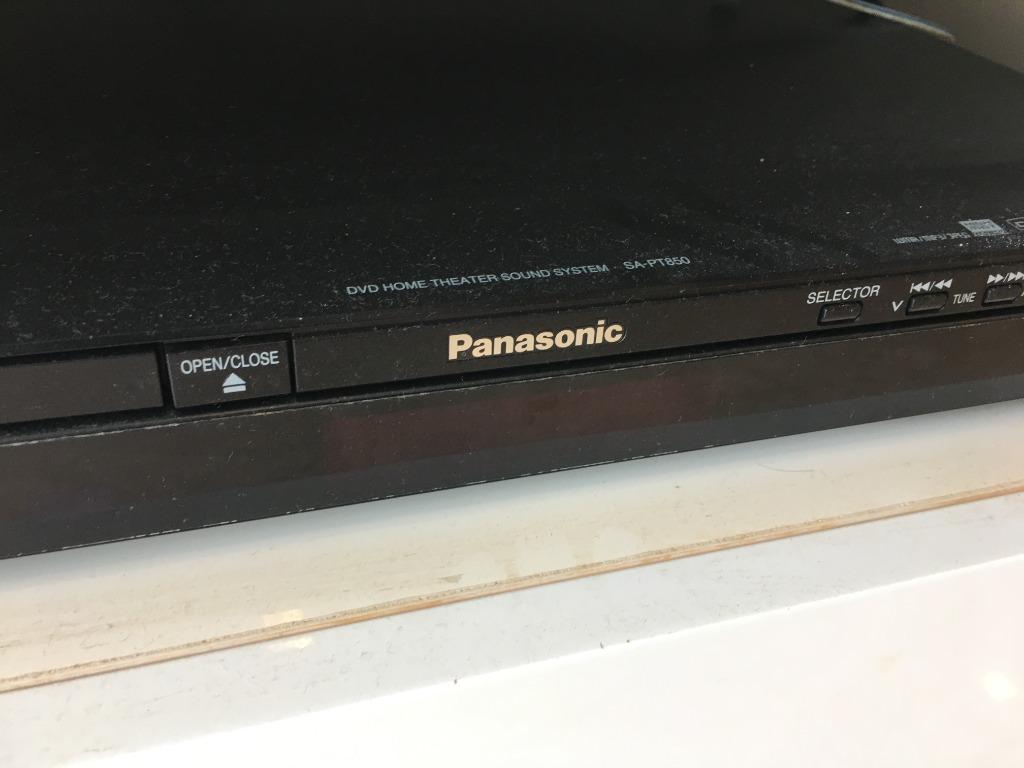 DVD HOME THEATER SOUND SYSTEM SA-PT850
Panasonic
OPEN/CLOSE
SELECTOR
TUNE